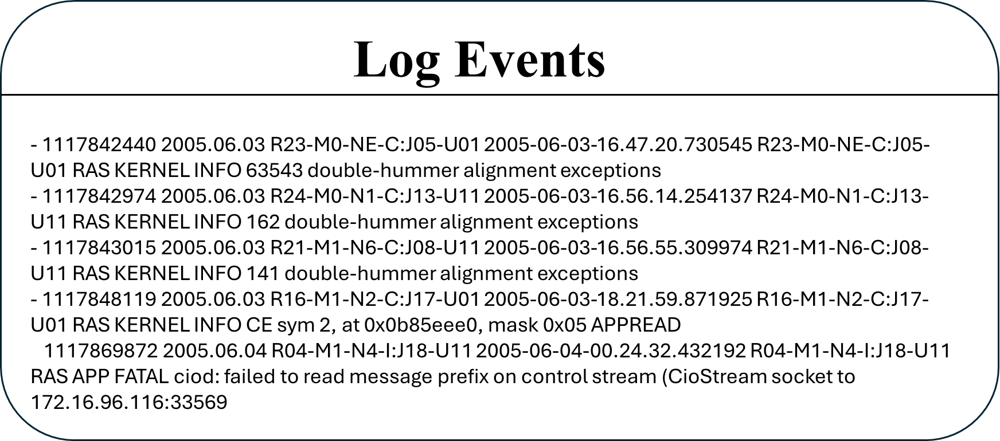 Log Events
- 1117842440 2005.06.03 R23-M0-NE-C:J05-U01 2005-06-03-16.47.20.730545 R23-M0-NE-C:J05-
U01 RAS KERNEL INFO 63543 double-hummer alignment exceptions
- 1117842974 2005.06.03 R24-M0-N1-C:J13-U11 2005-06-03-16.56.14.254137 R24-M0-N1-C:J13-
U11 RAS KERNEL INFO 162 double-hummer alignment exceptions
- 1117843015 2005.06.03 R21-M1-N6-C:J08-U11 2005-06-03-16.56.55.309974 R21-M1-N6-C:J08-
U11 RAS KERNEL INFO 141 double-hummer alignment exceptions
- 1117848119 2005.06.03 R16-M1-N2-C:J17-U01 2005-06-03-18.21.59.871925 R16-M1-N2-C:J17-
U01 RAS KERNEL INFO CE sym 2, at 0x0b85eee0, mask 0x05 APPREAD
1117869872 2005.06.04 R04-M1-N4-I:J18-U11 2005-06-04-00.24.32.432192 R04-M1-N4-I:J18-U11
RAS APP FATAL ciod: failed to read message prefix on control stream (CioStream socket to
172.16.96.116:33569